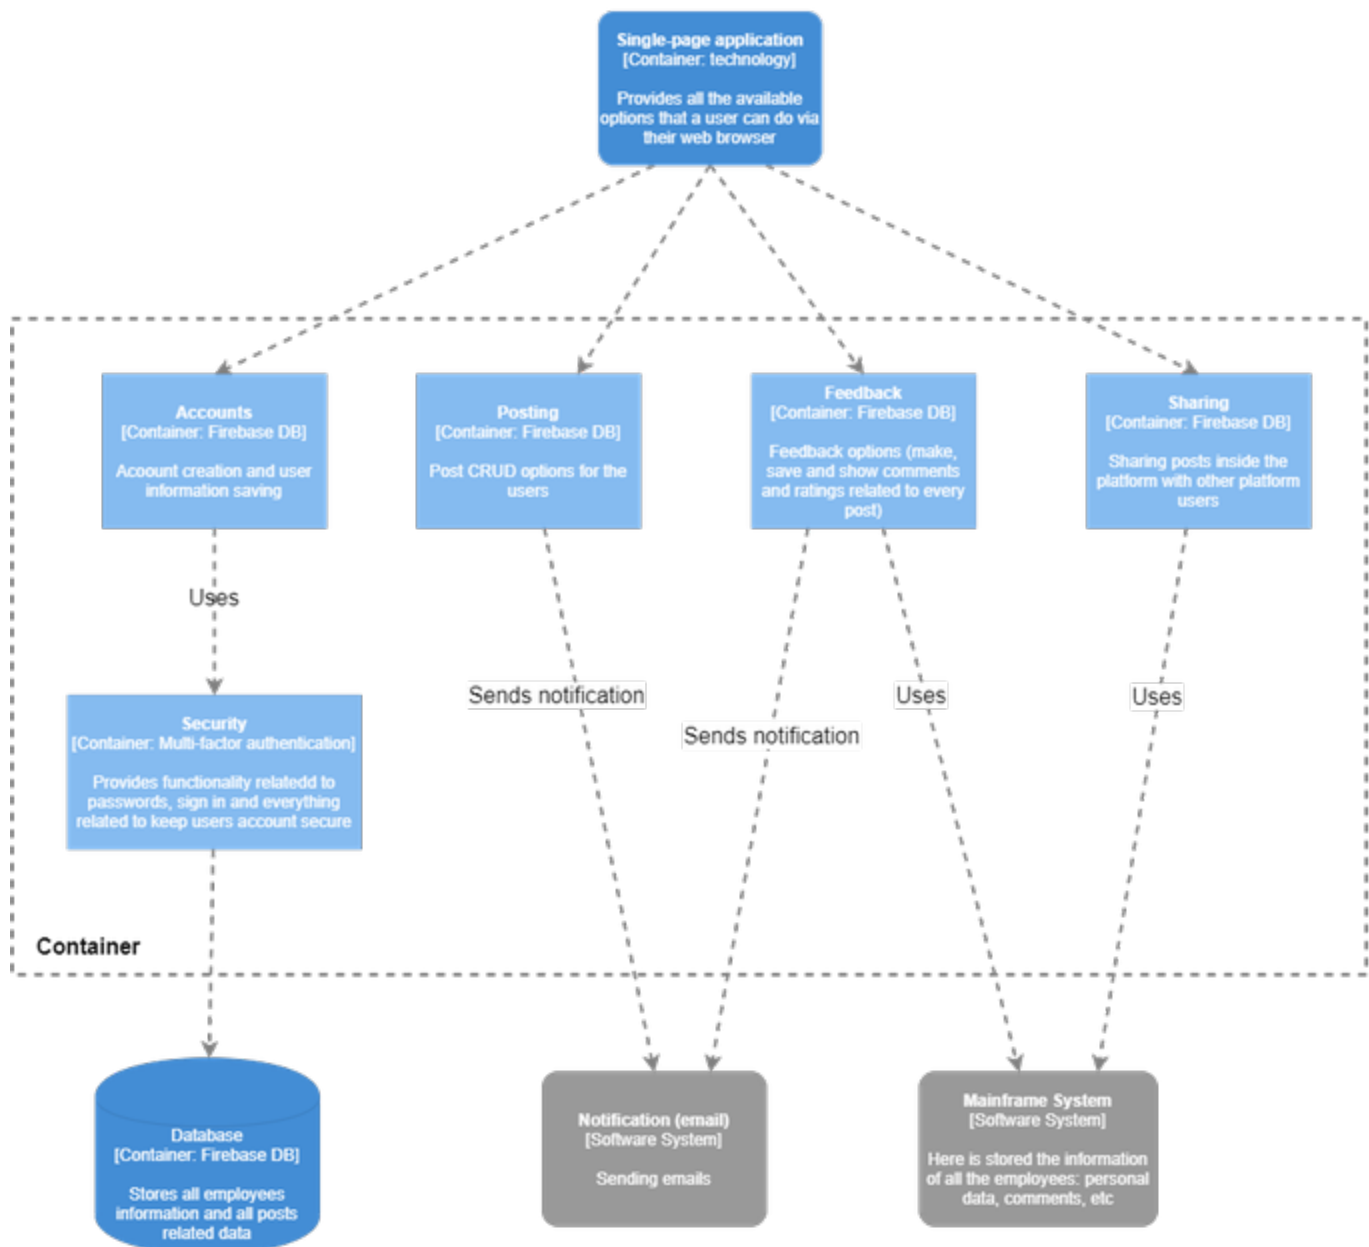 Single-page application
[Container: technology]
Provides all the available
options that a user can do via
their web browser
Accounts
[Container: Firebase DB]
Account creation and user
information saving
Posting
[Container: Firebase DB]
Post CRUD options for the
users
Feedback
[Container: Firebase DB]
Feedback options (make,
save and show comments
and ratings related to every
post)
Sharing
[Container: Firebase DB]
Sharing posts inside the
platform with other platform
users
Uses
Sends notification
Sends notification
Uses
Uses
Security
[Container: Multi-factor authentication]
Provides functionality relatedd to
passwords, sign in and everything
related to keep users account secure
Container
Database
[Container: Firebase DB]
Stores all employees
information and all posts
related data
Notification (email)
[Software System]
Sending emails
Mainframe System
[Software System]
Here is stored the information
of all the employees: personal
data, comments, etc